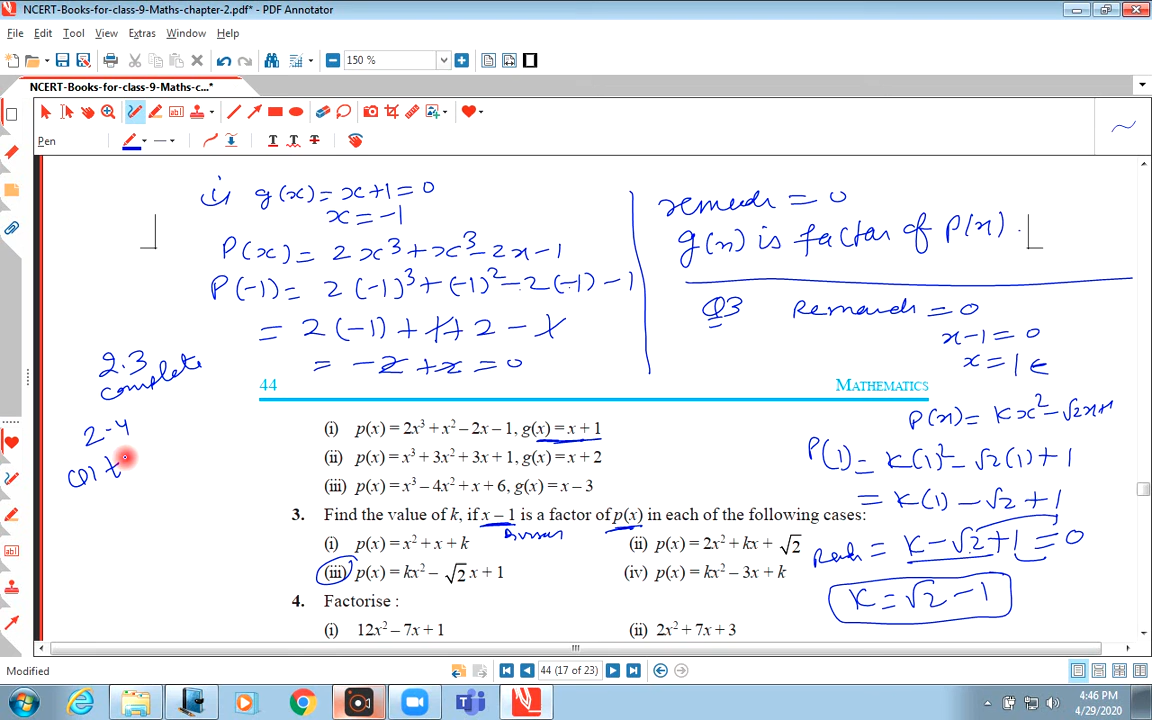 NCERT-Books-for-class-9-Maths-chapter-2.pdf* - PDF Annotator
File Edit Tool View Extras Window Help
150 %
NCERT-Books-for-class-9-Maths-c...*
Pen
g(x) = x+1 = 0
x = -1
P(x) = 2x³ + x³ - 2x - 1
P(-1) = 2(-1)³ + (-1)² - 2(-1) - 1
= 2(-1) + 1 + 2 - 1
= -2 + 2 = 0
= 0
g(x) is factor of P(x).
Q3 = 0
x-1 = 0
x = 1
P(x) = Kx² - √2x+1
P(1) = K(1)² - √2(1) + 1
= K(1) - √2 + 1
= K - √2 + 1 = 0
K = √2 - 1
2.3
complete
2.4
44 MATHEMATICS
(i) p(x) = 2x³ + x² – 2x – 1, g(x) = x + 1
(ii) p(x) = x³ + 3x² + 3x + 1, g(x) = x + 2
(iii) p(x) = x³ – 4x² + x + 6, g(x) = x – 3
3. Find the value of k, if x – 1 is a factor of p(x) in each of the following cases:
(i) p(x) = x² + x + k (ii) p(x) = 2x² + kx + √2
(iii) p(x) = kx² – √2 x + 1 (iv) p(x) = kx² – 3x + k
4. Factorise :
(i) 12x² – 7x + 1 (ii) 2x² + 7x + 3
Modified
44 (17 of 23)
4:46 PM
4/29/2020